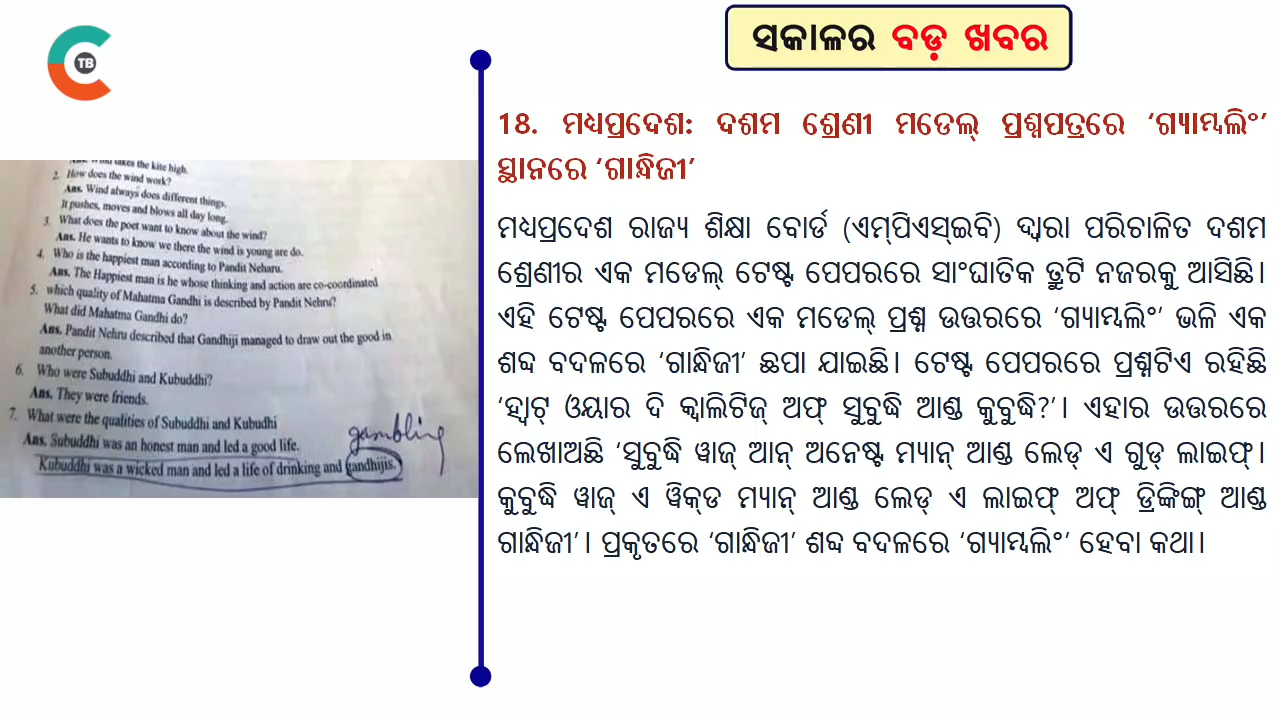 TB
ସକାଳର ବଡ଼ ଖବର
18. ମଧ୍ୟପ୍ରଦେଶ: ଦଶମ ଶ୍ରେଣୀ ମଡେଲ୍ ପ୍ରଶ୍ନପତ୍ରରେ ‘ଗ୍ୟାମ୍ବଲିଂ’
ସ୍ଥାନରେ ‘ଗାନ୍ଧିଜୀ’
ମଧ୍ୟପ୍ରଦେଶ ରାଜ୍ୟ ଶିକ୍ଷା ବୋର୍ଡ (ଏମ୍‌ପିଏସ୍‌ଇବି) ଦ୍ୱାରା ପରିଚାଳିତ ଦଶମ
ଶ୍ରେଣୀର ଏକ ମଡେଲ୍ ଟେଷ୍ଟ ପେପରରେ ସାଂଘାତିକ ତ୍ରୁଟି ନଜରକୁ ଆସିଛି।
ଏହି ଟେଷ୍ଟ ପେପରରେ ଏକ ମଡେଲ୍ ପ୍ରଶ୍ନ ଉତ୍ତରରେ ‘ଗ୍ୟାମ୍ବଲିଂ’ ଭଳି ଏକ
ଶବ୍ଦ ବଦଳରେ ‘ଗାନ୍ଧିଜୀ’ ଛପା ଯାଇଛି। ଟେଷ୍ଟ ପେପରରେ ପ୍ରଶ୍ନଟିଏ ରହିଛି
‘ହ୍ୱାଟ୍ ଓୟାର ଦି କ୍ୱାଲିଟିଜ୍ ଅଫ୍ ସୁବୁଦ୍ଧି ଆଣ୍ଡ କୁବୁଦ୍ଧି?’। ଏହାର ଉତ୍ତରରେ
ଲେଖାଅଛି ‘ସୁବୁଦ୍ଧି ୱାଜ୍ ଆନ୍ ଅନେଷ୍ଟ ମ୍ୟାନ୍ ଆଣ୍ଡ ଲେଡ୍ ଏ ଗୁଡ୍ ଲାଇଫ୍।
କୁବୁଦ୍ଧି ୱାଜ୍ ଏ ୱିକ୍‌ଡ ମ୍ୟାନ୍ ଆଣ୍ଡ ଲେଡ୍ ଏ ଲାଇଫ୍ ଅଫ୍ ଡ୍ରିଙ୍କିଙ୍ଗ୍ ଆଣ୍ଡ
ଗାନ୍ଧିଜୀ’। ପ୍ରକୃତରେ ‘ଗାନ୍ଧିଜୀ’ ଶବ୍ଦ ବଦଳରେ ‘ଗ୍ୟାମ୍ବଲିଂ’ ହେବା କଥା।
takes the kite high.
2. How does the wind work?
Ans. Wind always does different things.
It pushes, moves and blows all day long.
3. What does the poet want to know about the wind?
Ans. He wants to know we there the wind is young are do.
4. Who is the happiest man according to Pandit Neharu.
Ans. The Happiest man is he whose thinking and action are co-coordinated
5. which quality of Mahatma Gandhi is described by Pandit Nehru?
What did Mahatma Gandhi do?
Ans. Pandit Nehru described that Gandhiji managed to draw out the good in
another person.
6. Who were Subuddhi and Kubuddhi?
Ans. They were friends.
7. What were the qualities of Subuddhi and Kubudhi
Ans. Subuddhi was an honest man and led a good life.
gambling
Kubuddhi was a wicked man and led a life of drinking and gandhijis.